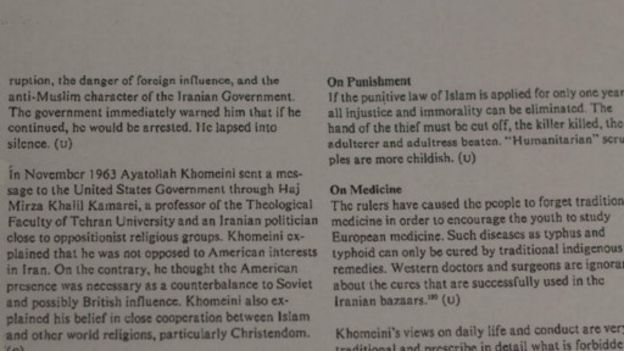 ruption, the danger of foreign influence, and the
anti-Muslim character of the Iranian Government.
The government immediately warned him that if he
continued, he would be arrested. He lapsed into
silence. (U)
In November 1963 Ayatollah Khomeini sent a mes-
sage to the United States Government through Haj
Mirza Khalil Kamarei, a professor of the Theological
Faculty of Tehran University and an Iranian politician
close to oppositionist religious groups. Khomeini ex-
plained that he was not opposed to American interests
in Iran. On the contrary, he thought the American
presence was necessary as a counterbalance to Soviet
and possibly British influence. Khomeini also ex-
plained his belief in close cooperation between Islam
and other world religions, particularly Christendom.
On Punishment
If the punitive law of Islam is applied for only one year
all injustice and immorality can be eliminated. The
hand of the thief must be cut off, the killer killed, the
adulterer and adultress beaten. "Humanitarian" scru
ples are more childish. (U)
On Medicine
The rulers have caused the people to forget tradition
medicine in order to encourage the youth to study
European medicine. Such diseases as typhus and
typhoid can only be cured by traditional indigenous
remedies. Western doctors and surgeons are ignoran
about the cures that are successfully used in the
Iranian bazaars. (U)
Khomeini's views on daily life and conduct are very
traditional and prescribe in detail what is forbidde